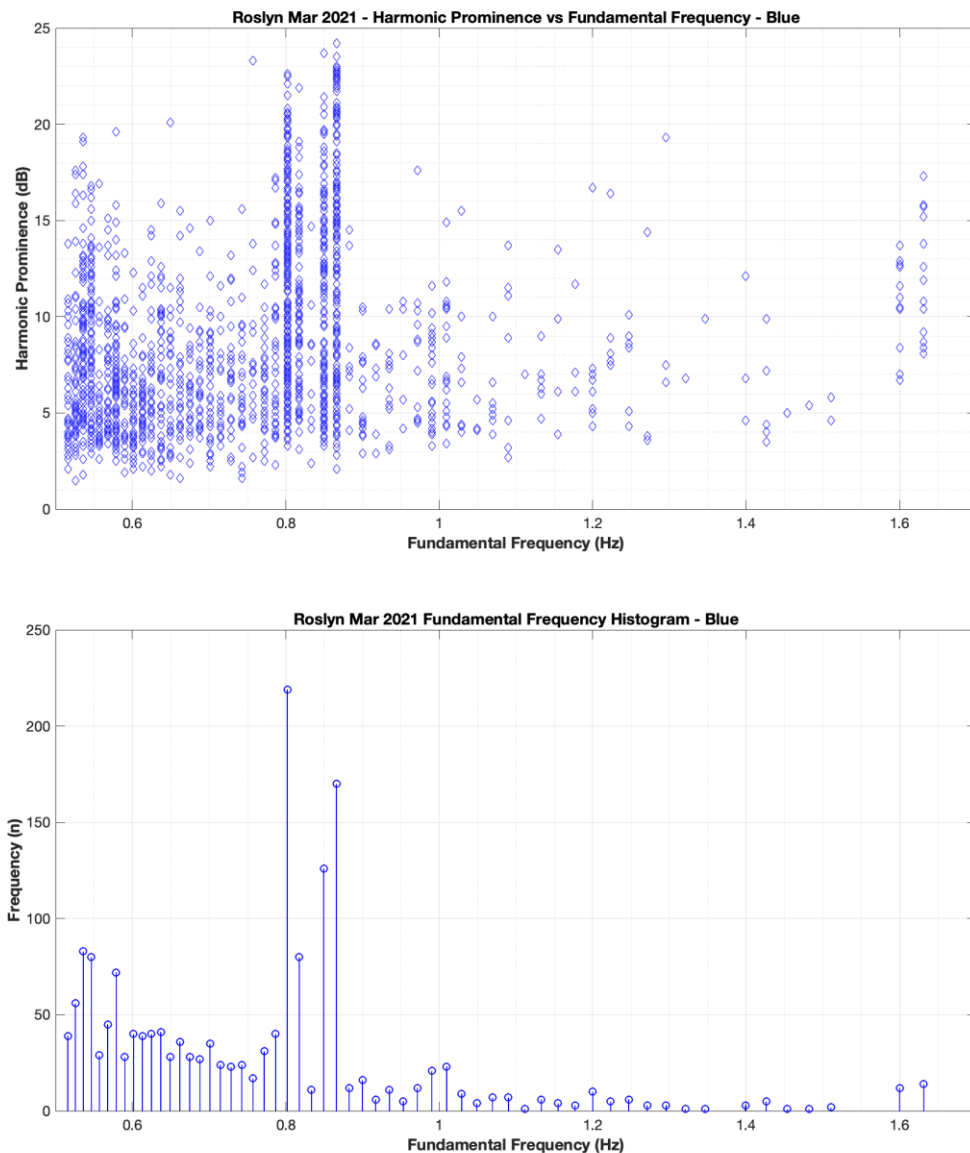 Roslyn Mar 2021 - Harmonic Prominence vs Fundamental Frequency - Blue
25
20
15
10
5
0
Harmonic Prominence (dB)
0.6 0.8 1 1.2 1.4 1.6
Fundamental Frequency (Hz)
Roslyn Mar 2021 Fundamental Frequency Histogram - Blue
250
200
150
100
50
0
Frequency (n)
0.6 0.8 1 1.2 1.4 1.6
Fundamental Frequency (Hz)